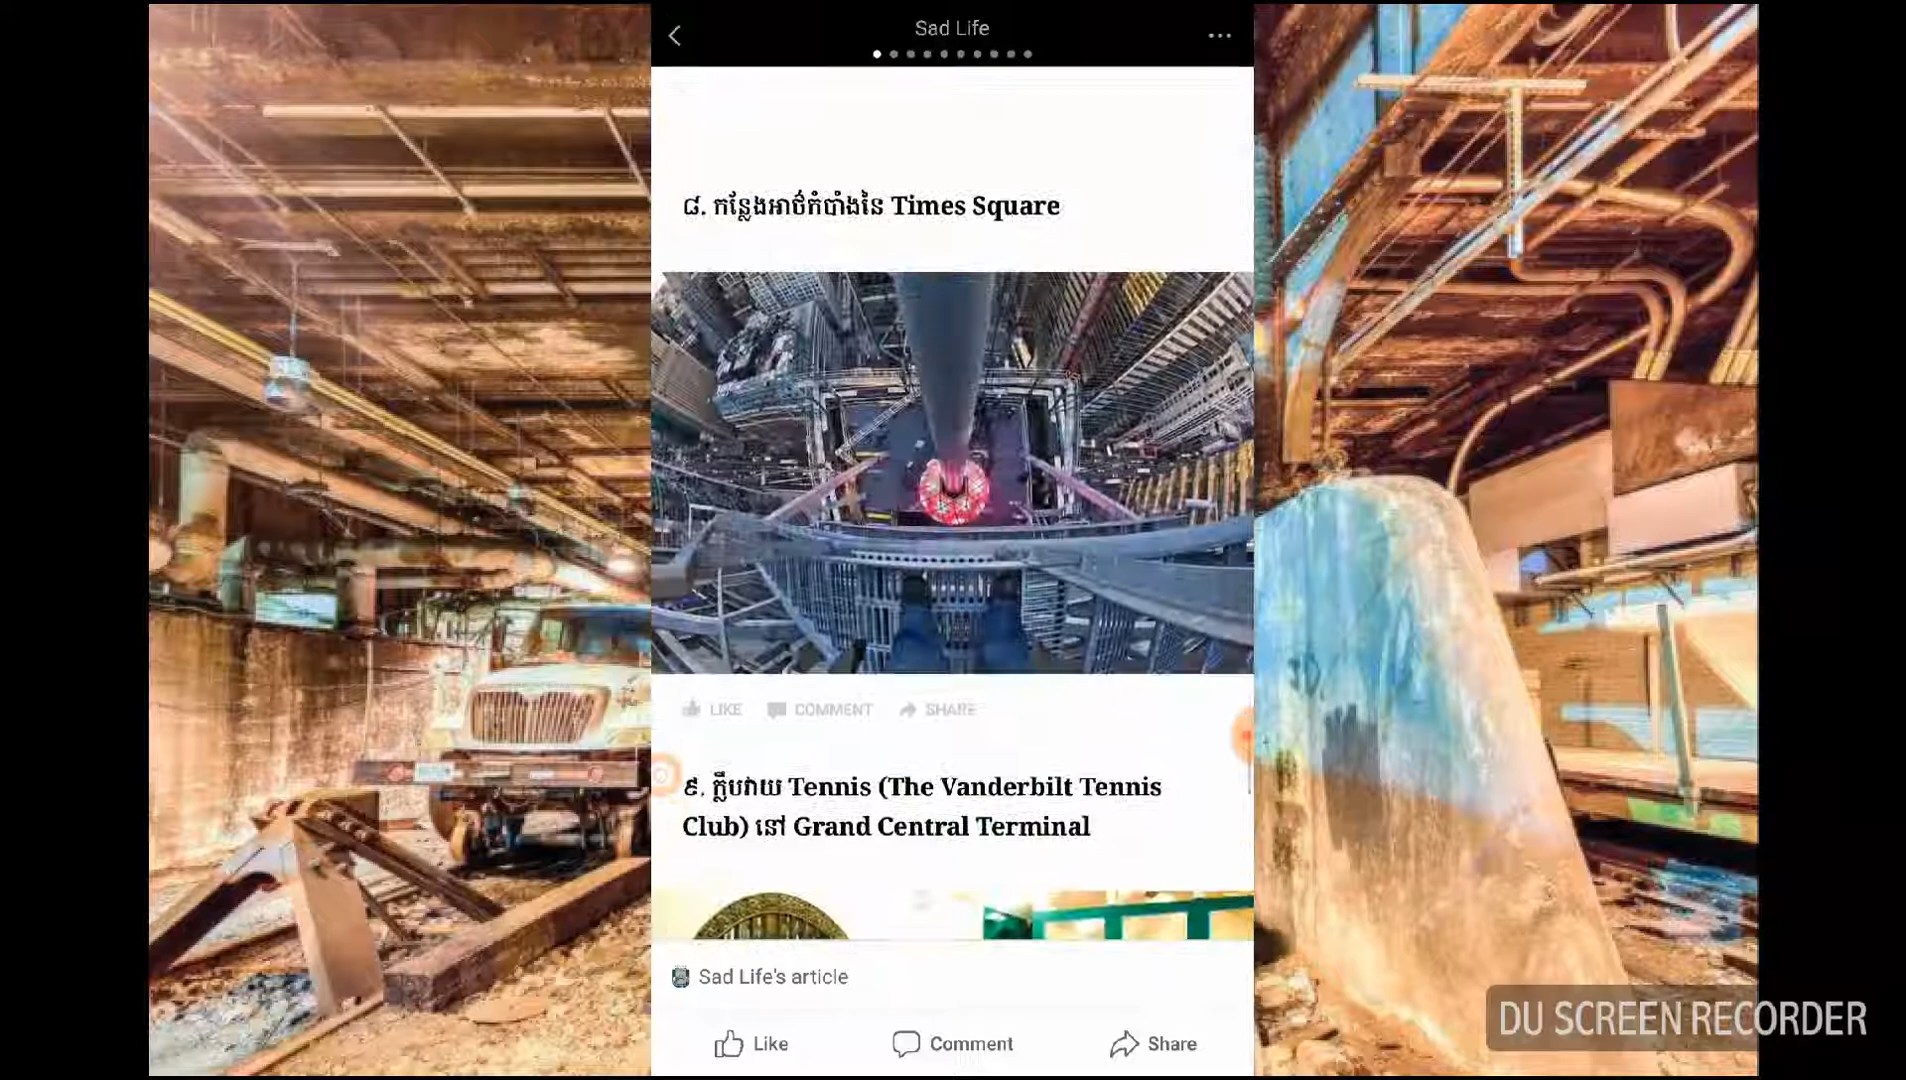 Sad Life
៨. កន្លែងអាថ៌កំបាំងនៃ Times Square
LIKE COMMENT SHARE
៩. ក្លឹបវាយ Tennis (The Vanderbilt Tennis
Club) នៅ Grand Central Terminal
Sad Life's article
Like Comment Share
DU SCREEN RECORDER